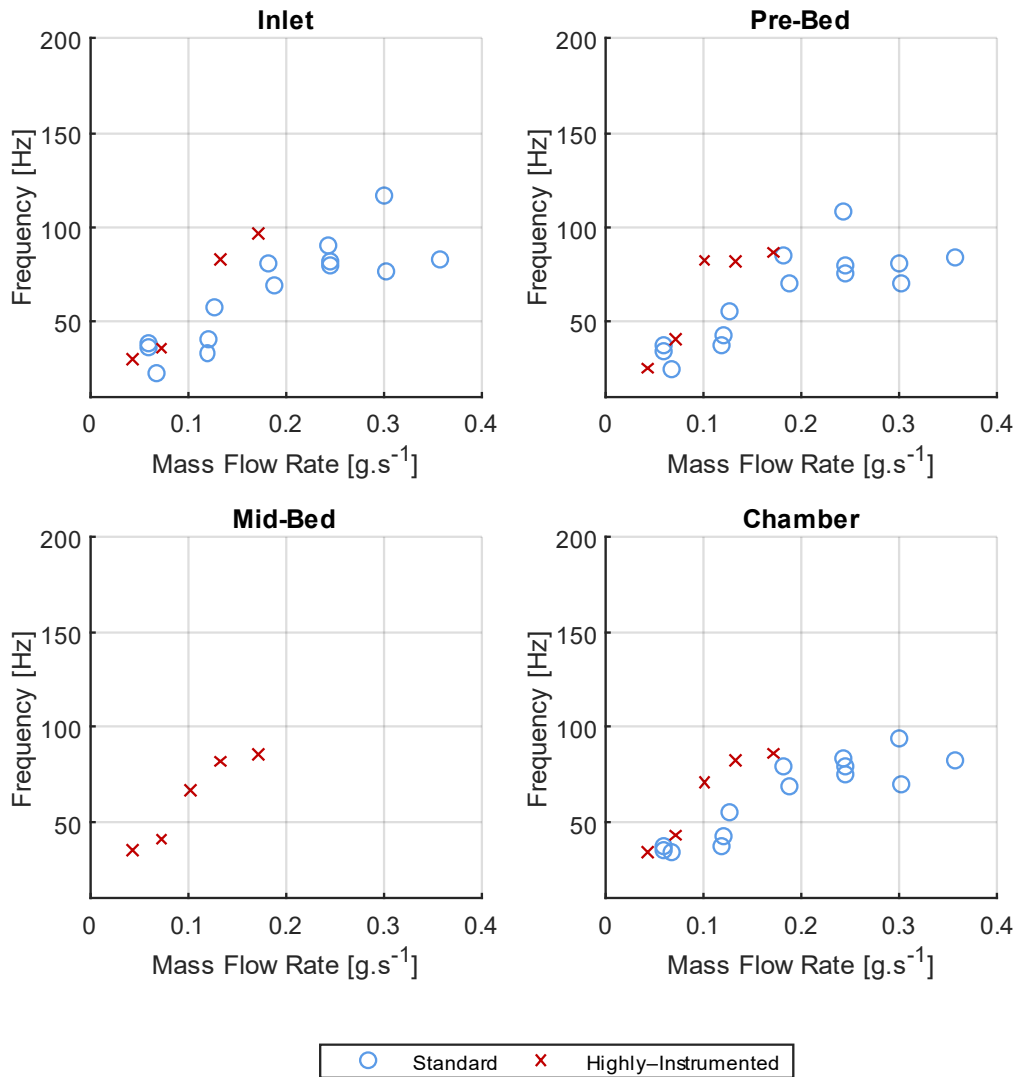 Inlet
Pre-Bed
200
150
100
50
0 0.1 0.2 0.3 0.4
Frequency [Hz]
Mass Flow Rate [g.s-1]
200
150
100
50
0 0.1 0.2 0.3 0.4
Frequency [Hz]
Mass Flow Rate [g.s-1]
Mid-Bed
Chamber
200
150
100
50
0 0.1 0.2 0.3 0.4
Frequency [Hz]
Mass Flow Rate [g.s-1]
200
150
100
50
0 0.1 0.2 0.3 0.4
Frequency [Hz]
Mass Flow Rate [g.s-1]
Standard Highly–Instrumented